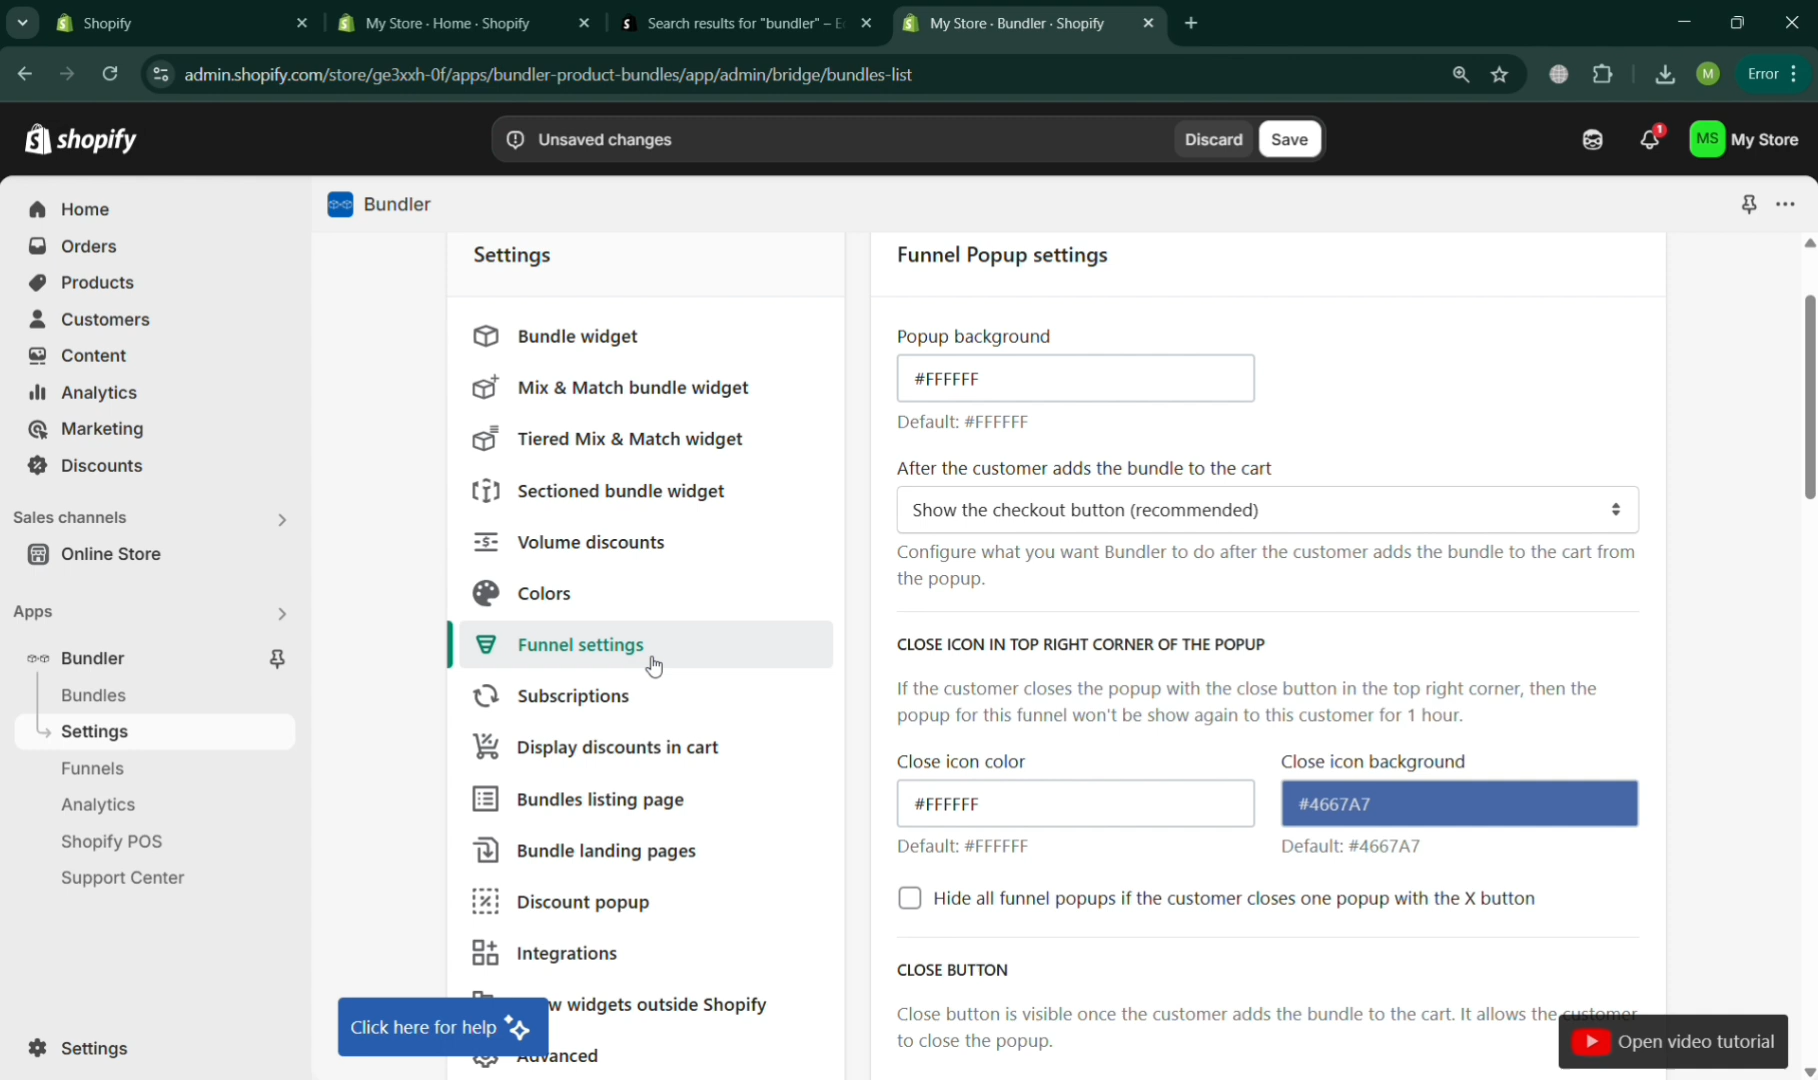 Shopify
My Store · Home · Shopify
Search results for "bundler" – E
My Store · Bundler · Shopify
admin.shopify.com/store/ge3xxh-0f/apps/bundler-product-bundles/app/admin/bridge/bundles-list
M
Error
shopify
Unsaved changes
Discard
Save
1
MS
My Store
Home
Orders
Products
Customers
Content
Analytics
Marketing
Discounts
Sales channels
Online Store
Apps
Bundler
Bundles
Settings
Funnels
Analytics
Shopify POS
Support Center
Settings
Bundler
Settings
Bundle widget
Mix & Match bundle widget
Tiered Mix & Match widget
Sectioned bundle widget
Volume discounts
Colors
Funnel settings
Subscriptions
Display discounts in cart
Bundles listing page
Bundle landing pages
Discount popup
Integrations
w widgets outside Shopify
Advanced
Click here for help
Funnel Popup settings
Popup background
#FFFFFF
Default: #FFFFFF
After the customer adds the bundle to the cart
Show the checkout button (recommended)
Configure what you want Bundler to do after the customer adds the bundle to the cart from
the popup.
CLOSE ICON IN TOP RIGHT CORNER OF THE POPUP
If the customer closes the popup with the close button in the top right corner, then the
popup for this funnel won't be show again to this customer for 1 hour.
Close icon color
Close icon background
#FFFFFF
#4667A7
Default: #FFFFFF
Default: #4667A7
Hide all funnel popups if the customer closes one popup with the X button
CLOSE BUTTON
Close button is visible once the customer adds the bundle to the cart. It allows the customer
to close the popup.
Open video tutorial